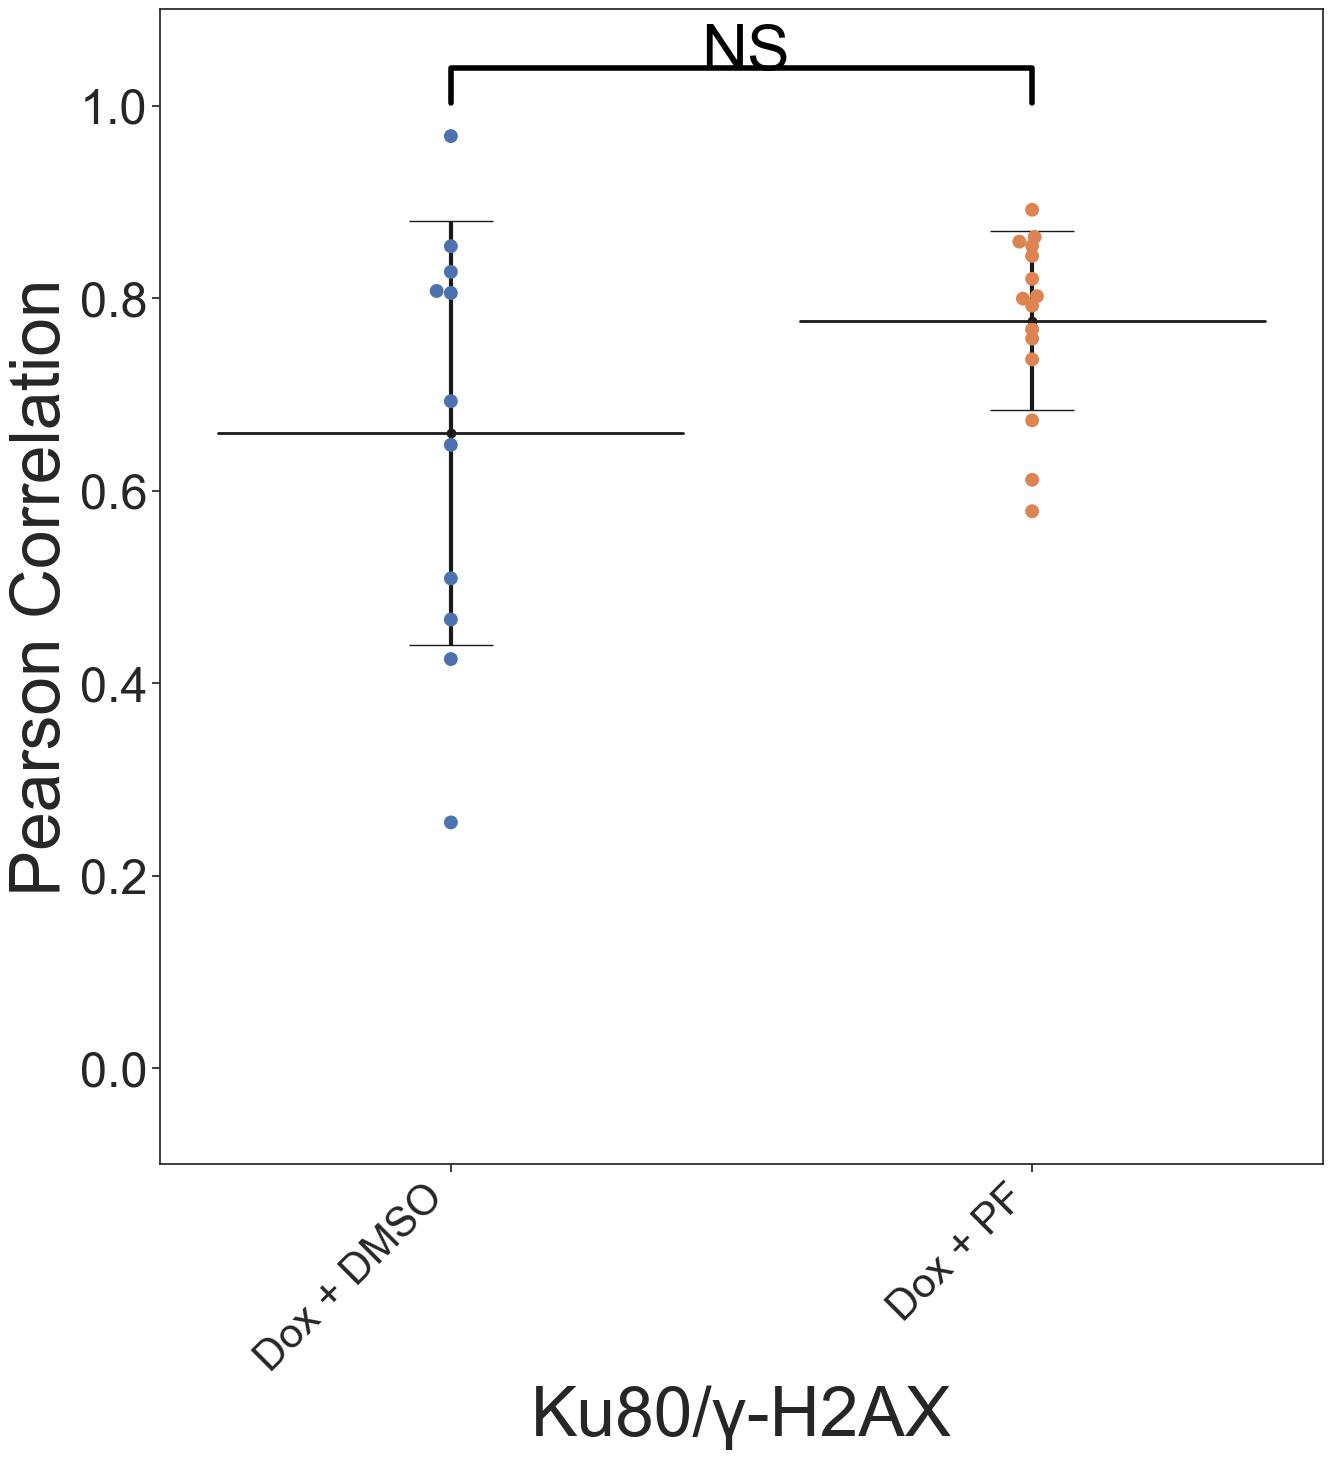 NS
1.0
0.8
0.6
0.4
0.2
0.0
Pearson Correlation
Dox + DMSO
Dox + PF
Ku80/γ-H2AX